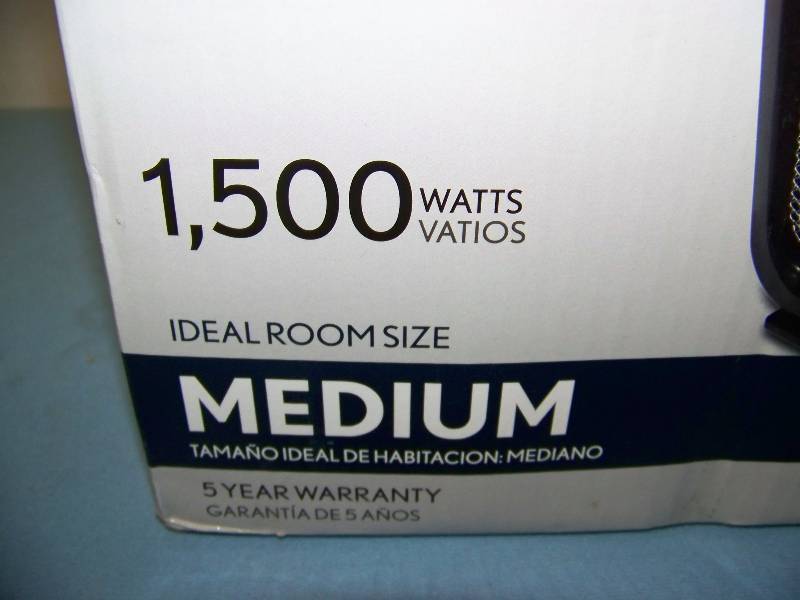 1,500 WATTS
VATIOS
IDEAL ROOM SIZE
MEDIUM
TAMAÑO IDEAL DE HABITACION: MEDIANO
5 YEAR WARRANTY
GARANTÍA DE 5 AÑOS